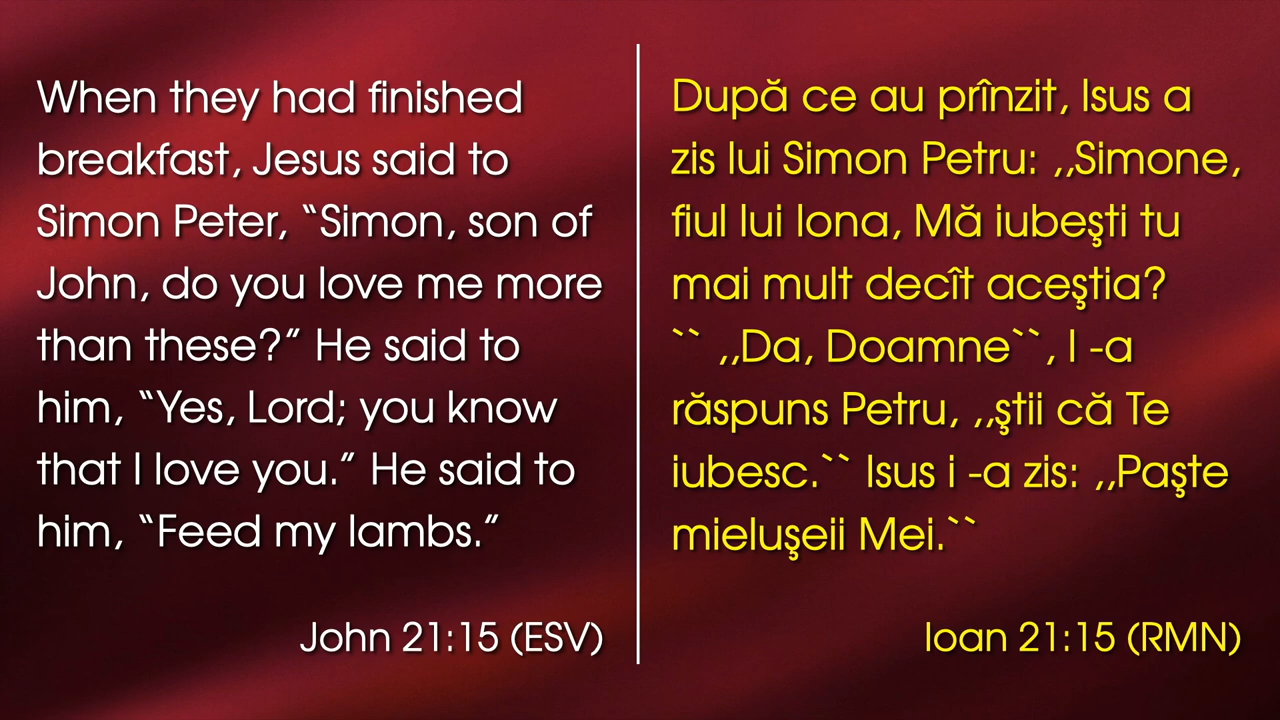 When they had finished
breakfast, Jesus said to
Simon Peter, “Simon, son of
John, do you love me more
than these?” He said to
him, “Yes, Lord; you know
that I love you.” He said to
him, “Feed my lambs.”
John 21:15 (ESV)
După ce au prînzit, Isus a
zis lui Simon Petru: ,,Simone,
fiul lui Iona, Mă iubeşti tu
mai mult decît aceştia?
`` ,,Da, Doamne``, I -a
răspuns Petru, ,,ştii că Te
iubesc.`` Isus i -a zis: ,,Paşte
mieluşeii Mei.``
Ioan 21:15 (RMN)